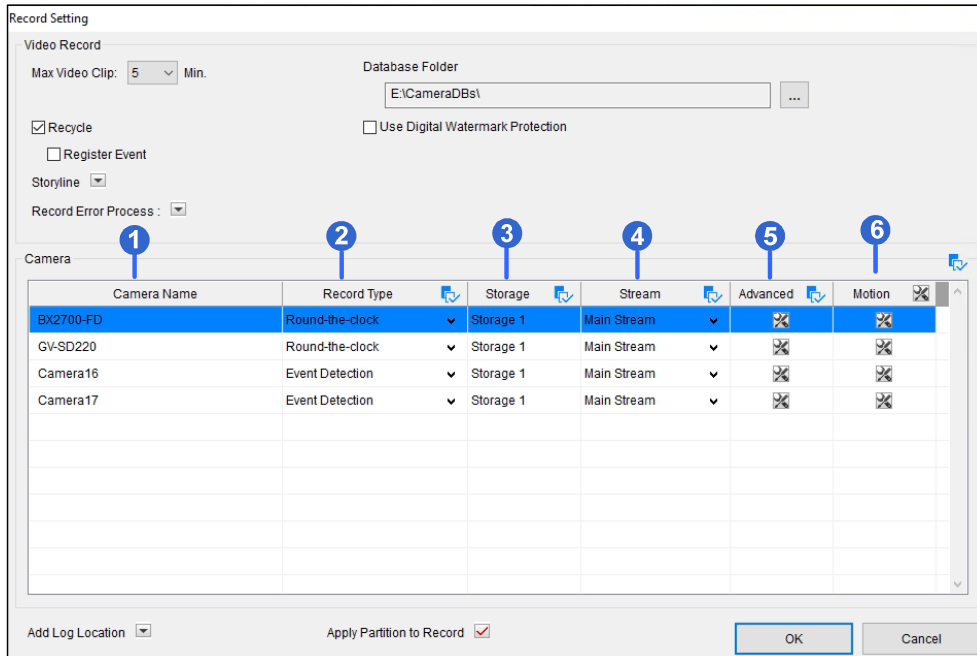 Record Setting
Video Record
Max Video Clip: 5 Min.
Database Folder
E:\CameraDBs\
...
Recycle
Use Digital Watermark Protection
Register Event
Storyline
Record Error Process :
1 2 3 4 5 6
Camera
Camera Name Record Type Storage Stream Advanced Motion
BX2700-FD Round-the-clock Storage 1 Main Stream
GV-SD220 Round-the-clock Storage 1 Main Stream
Camera16 Event Detection Storage 1 Main Stream
Camera17 Event Detection Storage 1 Main Stream
Add Log Location Apply Partition to Record OK Cancel